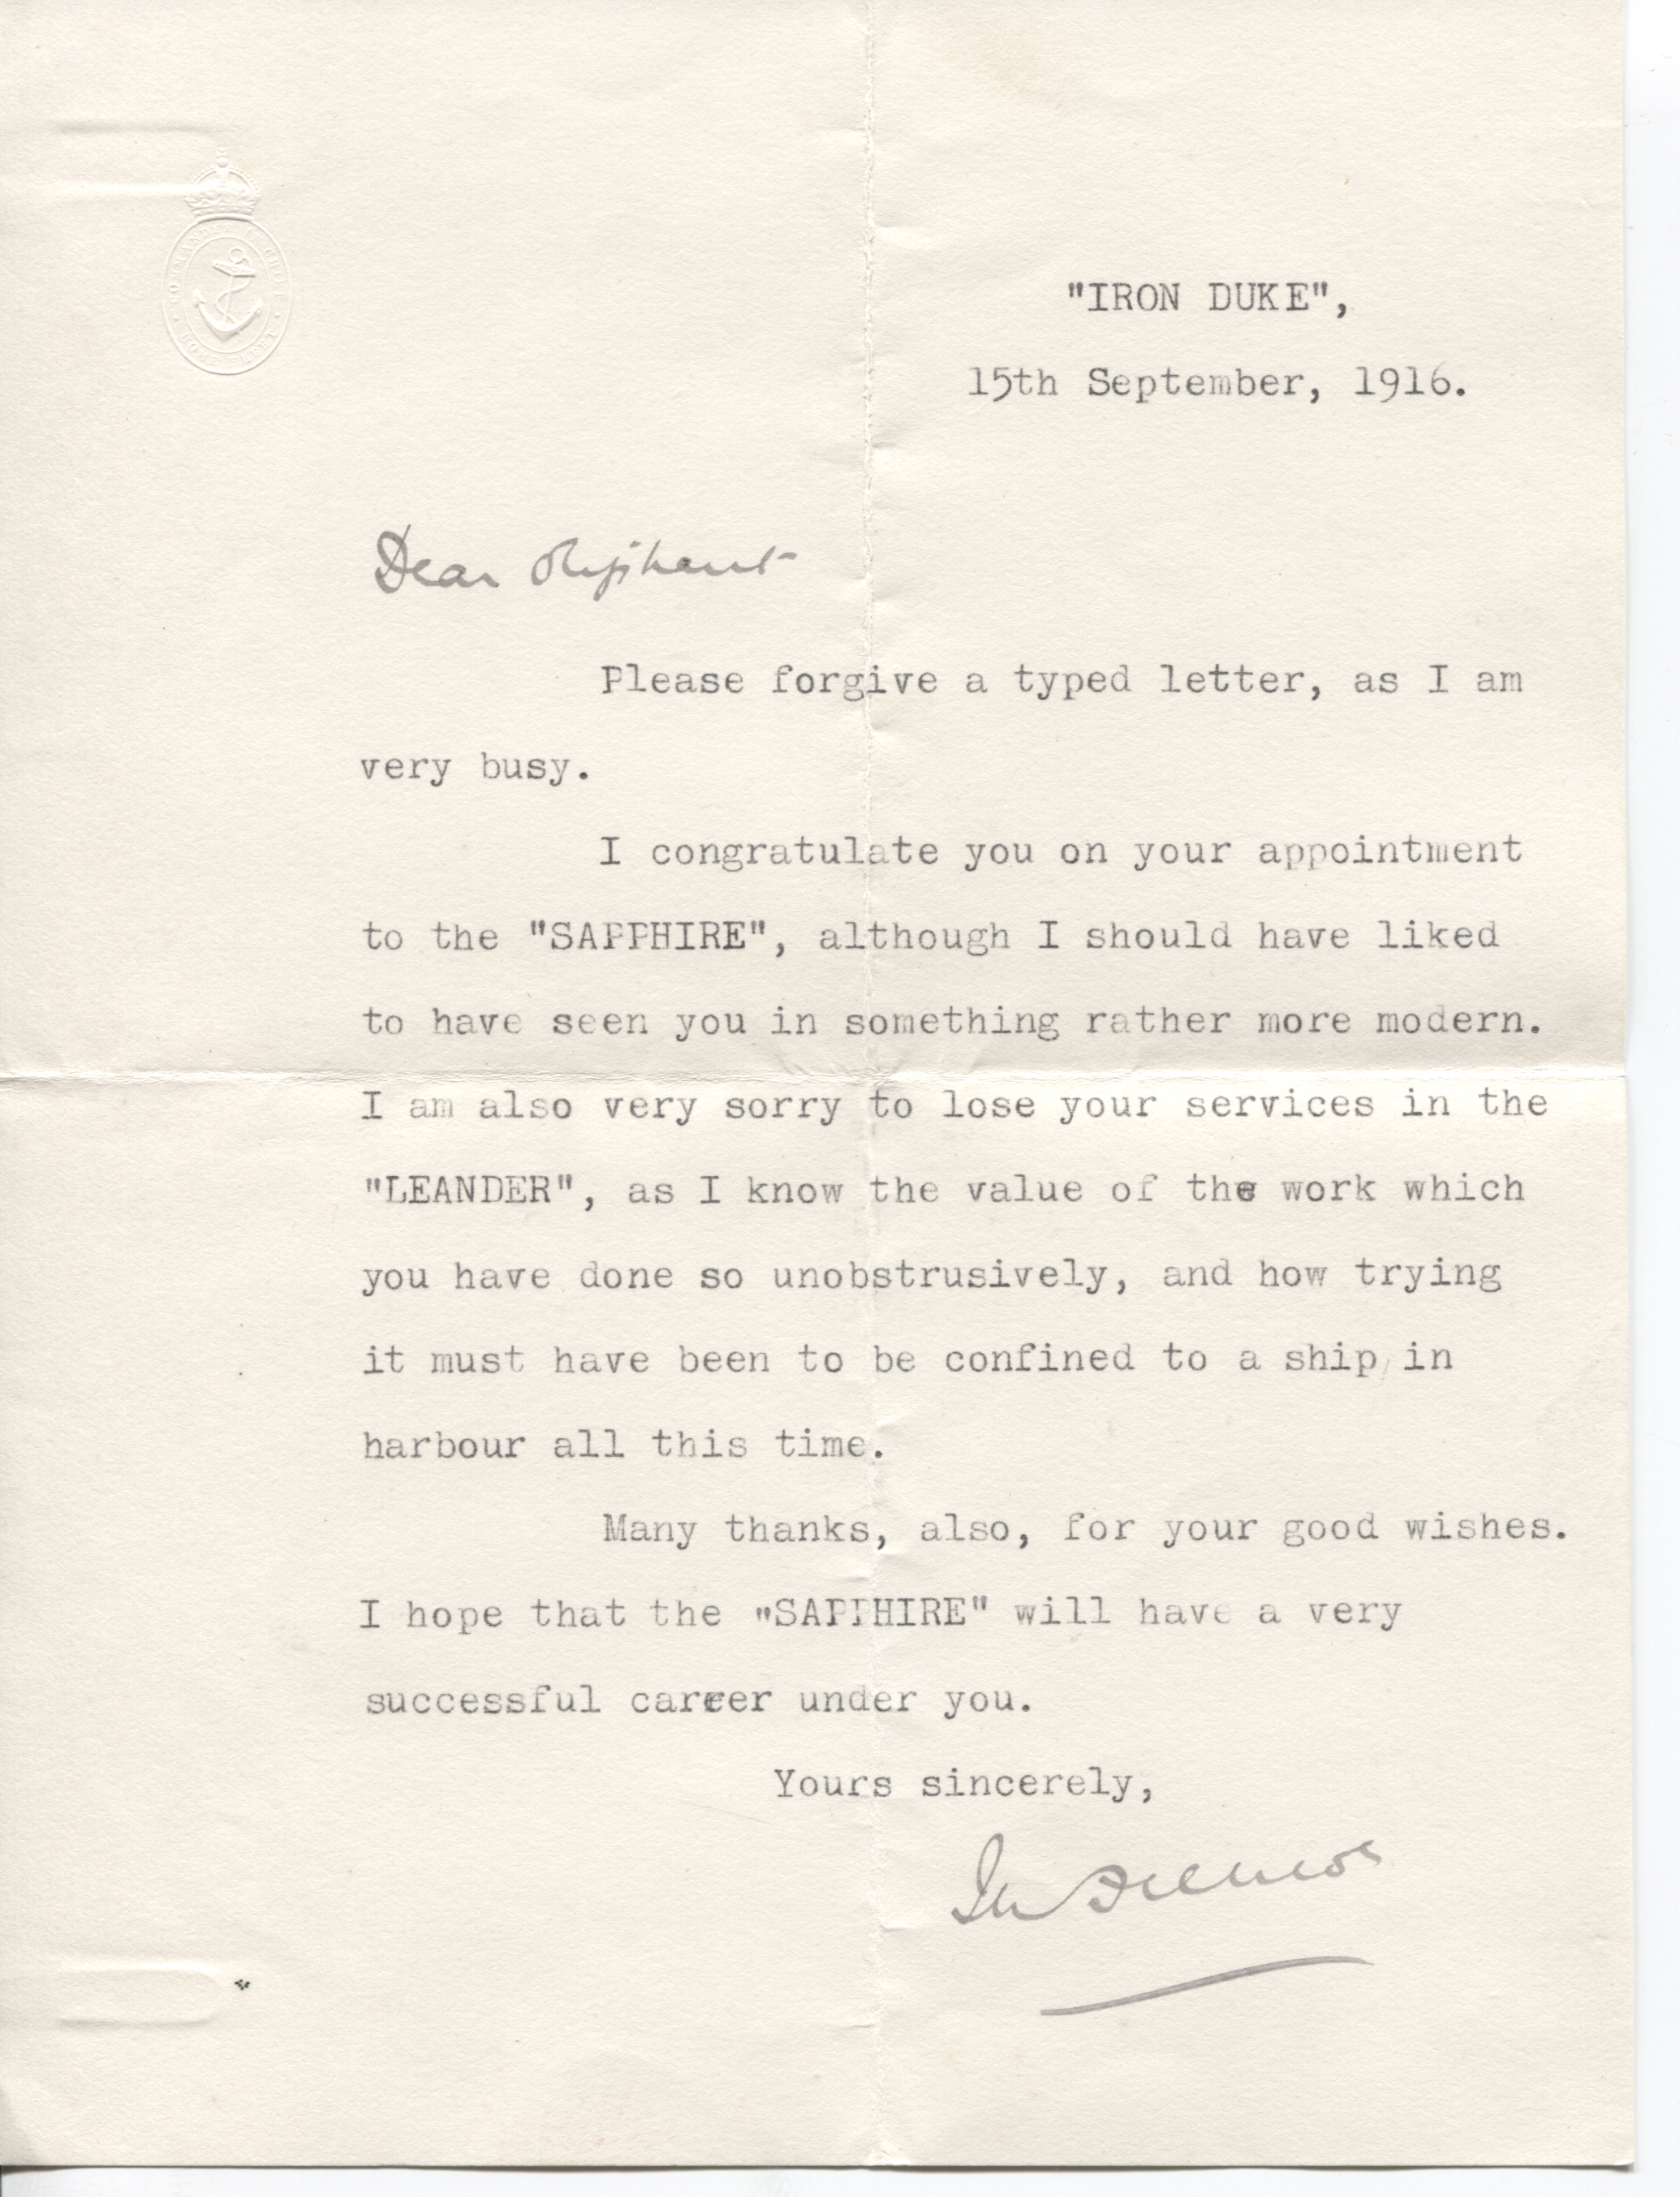 COMMANDER IN CHIEF
HOME FLEET
"IRON DUKE",
15th September, 1916.
Dear Oliphant
Please forgive a typed letter, as I am
very busy.
I congratulate you on your appointment
to the "SAPPHIRE", although I should have liked
to have seen you in something rather more modern.
I am also very sorry to lose your services in the
"LEANDER", as I know the value of the work which
you have done so unobstrusively, and how trying
it must have been to be confined to a ship in
harbour all this time.
Many thanks, also, for your good wishes.
I hope that the "SAPPHIRE" will have a very
successful career under you.
Yours sincerely,